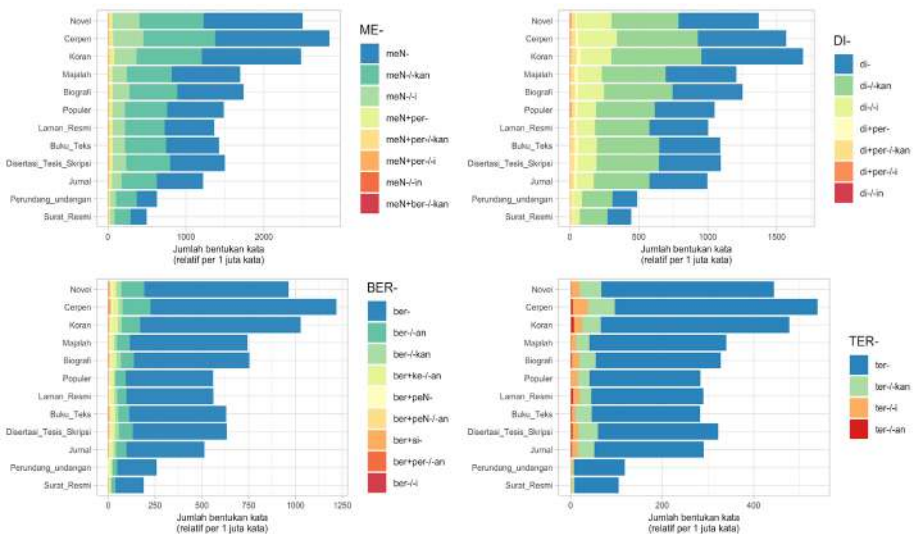 Novel
Cerpen
Koran
Majalah
Biografi
Populer
Laman_Resmi
Buku_Teks
Disertasi_Tesis_Skripsi
Jurnal
Perundang_undangan
Surat_Resmi
0 1000 2000
Jumlah bentukan kata
(relatif per 1 juta kata)
ME-
meN-
meN-/-kan
meN-/-i
meN+per-
meN+per-/-kan
meN+per-/-i
meN-/-in
meN+ber-/-kan
Novel
Cerpen
Koran
Majalah
Biografi
Populer
Laman_Resmi
Buku_Teks
Disertasi_Tesis_Skripsi
Jurnal
Perundang_undangan
Surat_Resmi
0 500 1000 1500
Jumlah bentukan kata
(relatif per 1 juta kata)
DI-
di-
di-/-kan
di-/-i
di+per-
di+per-/-kan
di+per-/-i
di-/-in
Novel
Cerpen
Koran
Majalah
Biografi
Populer
Laman_Resmi
Buku_Teks
Disertasi_Tesis_Skripsi
Jurnal
Perundang_undangan
Surat_Resmi
0 250 500 750 1000 1250
Jumlah bentukan kata
(relatif per 1 juta kata)
BER-
ber-
ber-/-an
ber-/-kan
ber+ke-/-an
ber+peN-
ber+peN-/-an
ber+si-
ber+per-/-an
ber-/-i
Novel
Cerpen
Koran
Majalah
Biografi
Populer
Laman_Resmi
Buku_Teks
Disertasi_Tesis_Skripsi
Jurnal
Perundang_undangan
Surat_Resmi
0 200 400
Jumlah bentukan kata
(relatif per 1 juta kata)
TER-
ter-
ter-/-kan
ter-/-i
ter-/-an